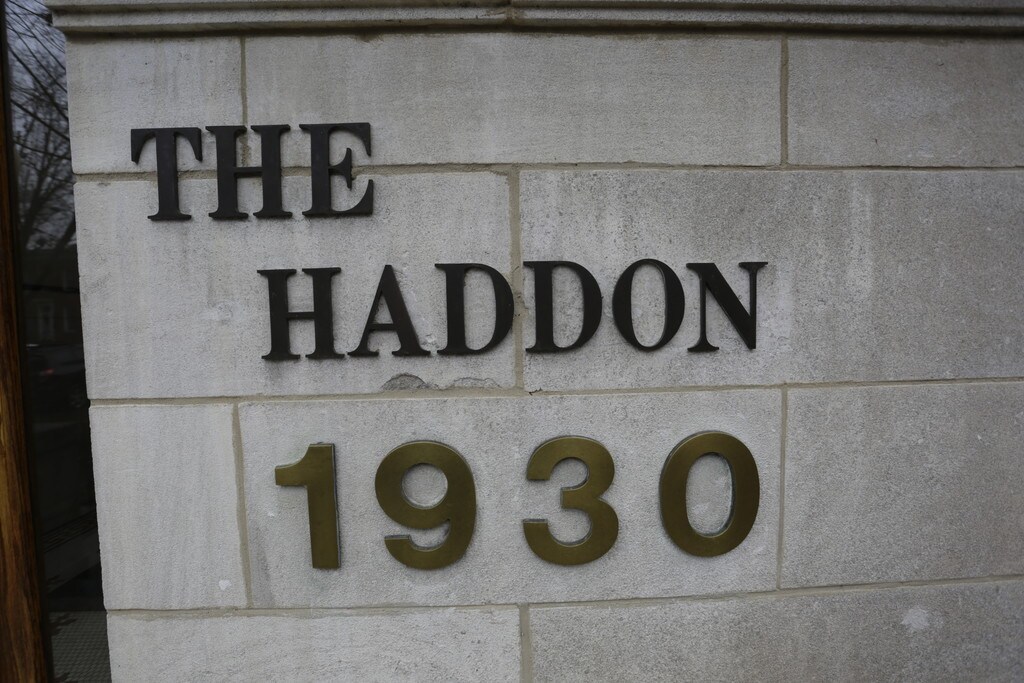 THE
HADDON
1930